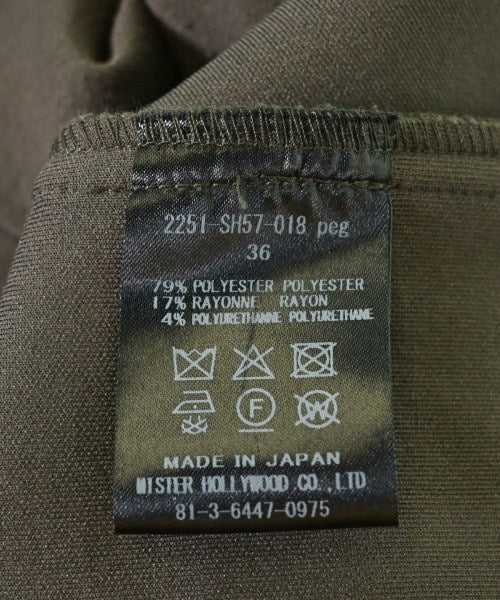 2251-SH57-018 peg
36
79% POLYESTER POLYESTER
17% RAYONNE RAYON
4% POLYURETHANNE POLYURETHANE
F
W
MADE IN JAPAN
MISTER HOLLYWOOD CO.,LTD
81-3-6447-0975